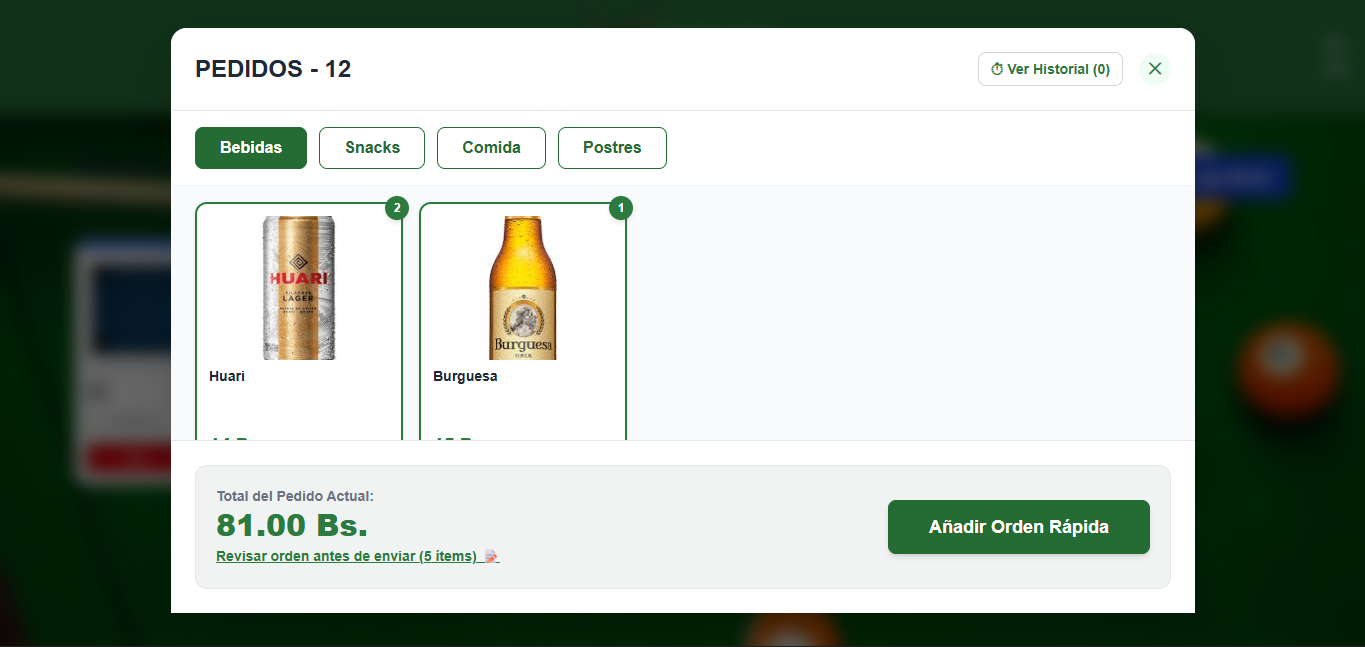 PEDIDOS - 12
Ver Historial (0)
Bebidas
Snacks
Comida
Postres
2
1
HUARI
LAGER
Burguesa
Huari
Burguesa
Total del Pedido Actual:
81.00 Bs.
Revisar orden antes de enviar (5 ítems)
Añadir Orden Rápida